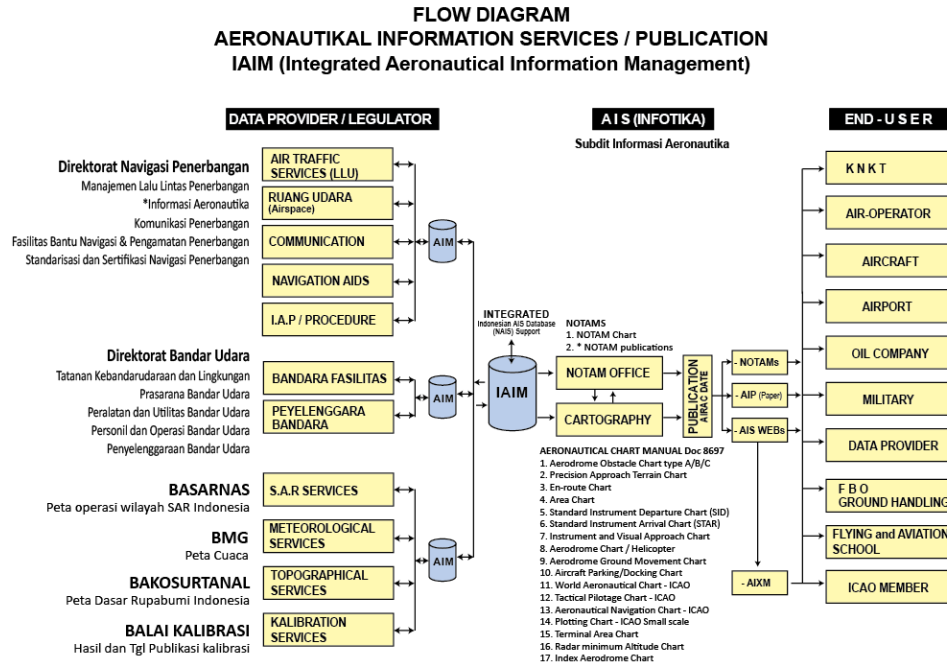 FLOW DIAGRAM
AERONAUTIKAL INFORMATION SERVICES / PUBLICATION
IAIM (Integrated Aeronautical Information Management)
DATA PROVIDER / LEGULATOR
Direktorat Navigasi Penerbangan
Manajemen Lalu Lintas Penerbangan
*Informasi Aeronautika
Komunikasi Penerbangan
Fasilitas Bantu Navigasi & Pengamatan Penerbangan
Standarisasi dan Sertifikasi Navigasi Penerbangan
AIR TRAFFIC
SERVICES (LLU)
RUANG UDARA
(Airspace)
COMMUNICATION
NAVIGATION AIDS
I.A.P / PROCEDURE
AIM
Direktorat Bandar Udara
Tatanan Kebandarudaraan dan Lingkungan
Prasarana Bandar Udara
Peralatan dan Utilitas Bandar Udara
Personil dan Operasi Bandar Udara
Penyelenggaraan Bandar Udara
BANDARA FASILITAS
PEYELENGGARA
BANDARA
AIM
BASARNAS
Peta operasi wilayah SAR Indonesia
BMG
Peta Cuaca
BAKOSURTANAL
Peta Dasar Rupabumi Indonesia
BALAI KALIBRASI
Hasil dan Tgl Publikasi kalibrasi
S.A.R SERVICES
METEOROLOGICAL
SERVICES
TOPOGRAPHICAL
SERVICES
KALIBRATION
SERVICES
AIM
A I S (INFOTIKA)
Subdit Informasi Aeronautika
INTEGRATED
Indonesian AIS Database
(NAIS) Support
IAIM
NOTAMS
1. NOTAM Chart
2. * NOTAM publications
NOTAM OFFICE
CARTOGRAPHY
PUBLICATION
AIRAC DATE
- NOTAMs
- AIP (Paper)
- AIS WEBs
- AIXM
AERONAUTICAL CHART MANUAL Doc 8697
1. Aerodrome Obstacle Chart type A/B/C
2. Precision Approach Terrain Chart
3. En-route Chart
4. Area Chart
5. Standard Instrument Departure Chart (SID)
6. Standard Instrument Arrival Chart (STAR)
7. Instrument and Visual Approach Chart
8. Aerodrome Chart / Helicopter
9. Aerodrome Ground Movement Chart
10. Aircraft Parking/Docking Chart
11. World Aeronautical Chart - ICAO
12. Tactical Pilotage Chart - ICAO
13. Aeronautical Navigation Chart - ICAO
14. Plotting Chart - ICAO Small scale
15. Terminal Area Chart
16. Radar minimum Altitude Chart
17. Index Aerodrome Chart
END - U S E R
K N K T
AIR-OPERATOR
AIRCRAFT
AIRPORT
OIL COMPANY
MILITARY
DATA PROVIDER
F B O
GROUND HANDLING
FLYING and AVIATION
SCHOOL
ICAO MEMBER